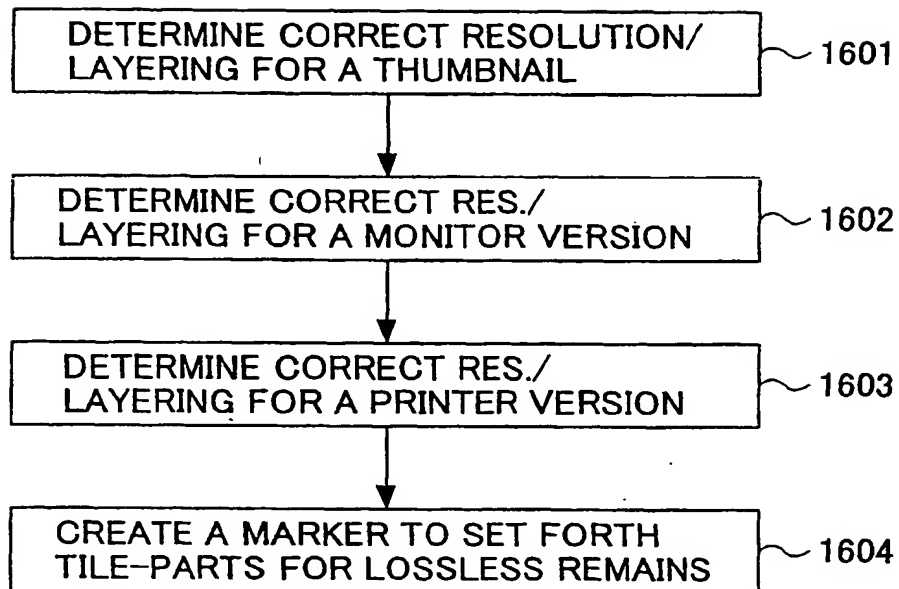 DETERMINE CORRECT RESOLUTION/
LAYERING FOR A THUMBNAIL
1601
DETERMINE CORRECT RES./
LAYERING FOR A MONITOR VERSION
1602
DETERMINE CORRECT RES./
LAYERING FOR A PRINTER VERSION
1603
CREATE A MARKER TO SET FORTH
TILE-PARTS FOR LOSSLESS REMAINS
1604